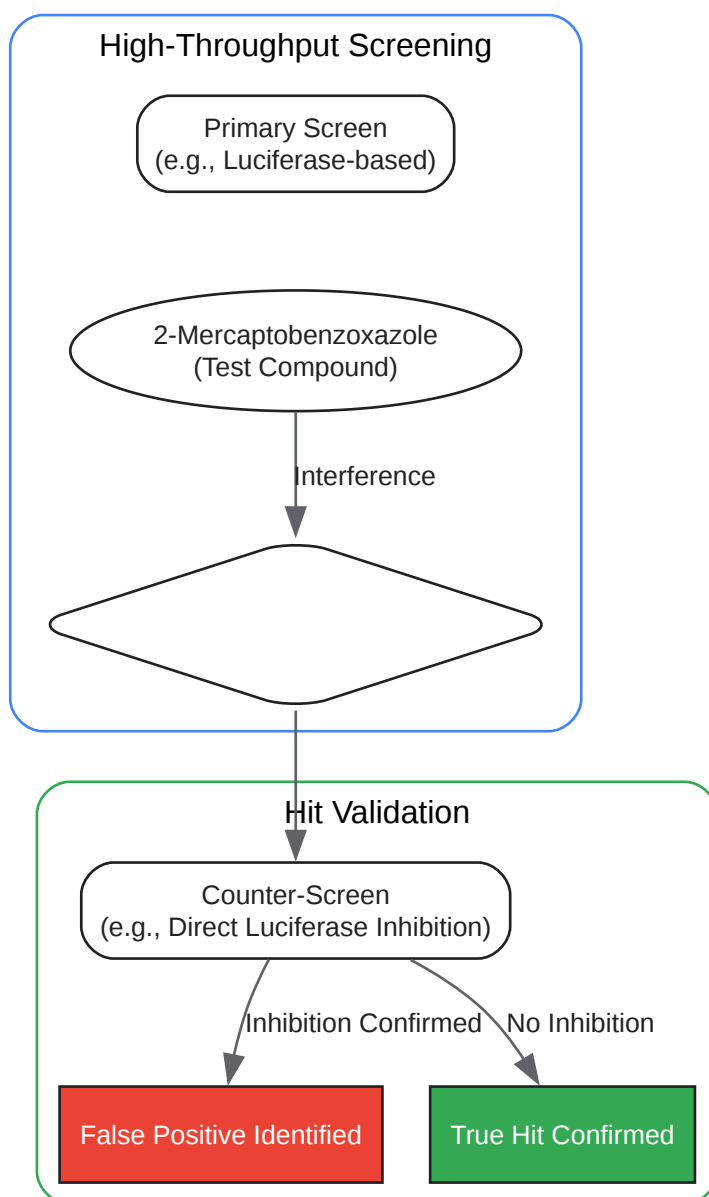 High-Throughput Screening
Primary Screen
(e.g., Luciferase-based)
2-Mercaptobenzoxazole
(Test Compound)
Interference
Hit Validation
Counter-Screen
(e.g., Direct Luciferase Inhibition)
Inhibition Confirmed
No Inhibition
False Positive Identified
True Hit Confirmed